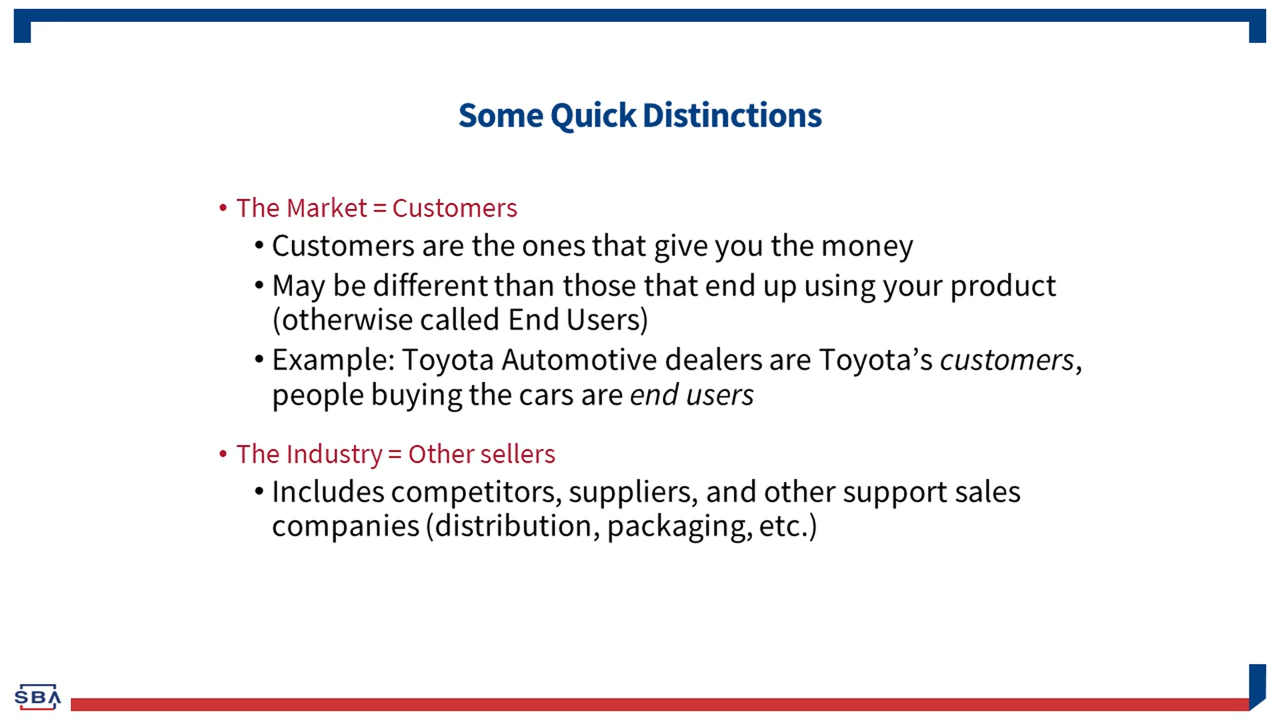 Some Quick Distinctions
• The Market = Customers
• Customers are the ones that give you the money
• May be different than those that end up using your product
(otherwise called End Users)
• Example: Toyota Automotive dealers are Toyota’s customers,
people buying the cars are end users
• The Industry = Other sellers
• Includes competitors, suppliers, and other support sales
companies (distribution, packaging, etc.)
SBA